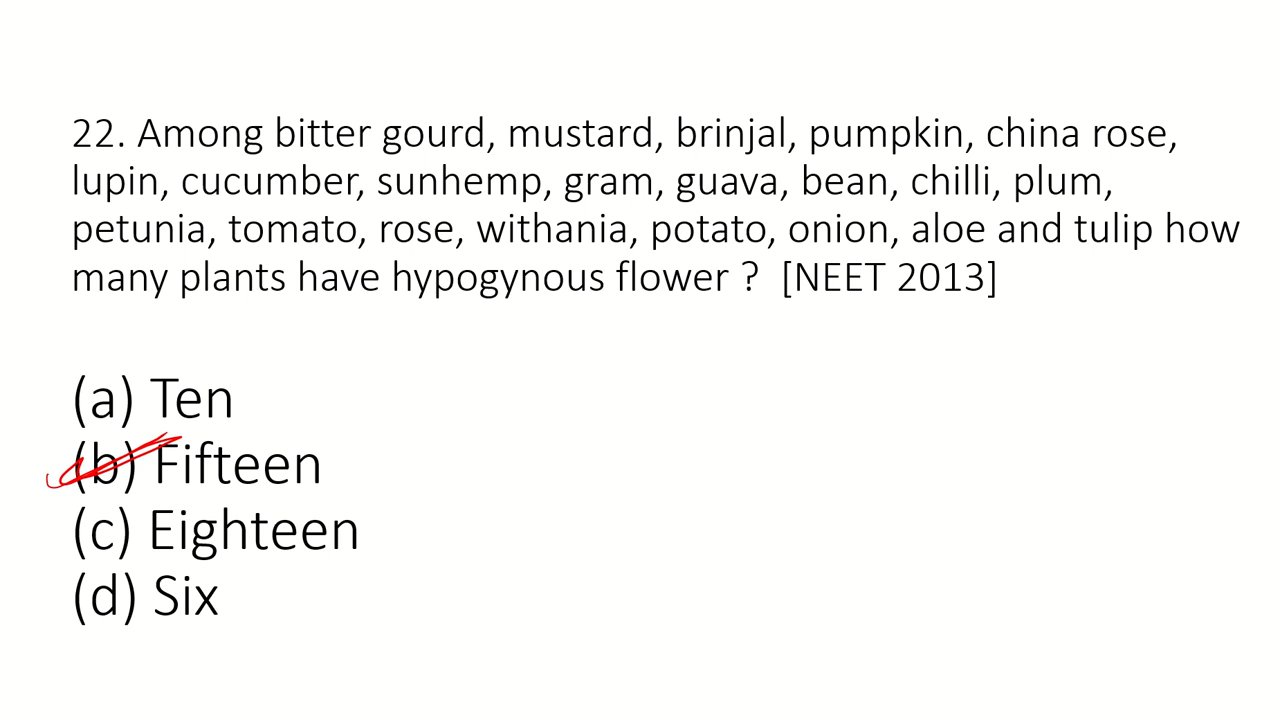 22. Among bitter gourd, mustard, brinjal, pumpkin, china rose,
lupin, cucumber, sunhemp, gram, guava, bean, chilli, plum,
petunia, tomato, rose, withania, potato, onion, aloe and tulip how
many plants have hypogynous flower ? [NEET 2013]
(a) Ten
(b) Fifteen
(c) Eighteen
(d) Six